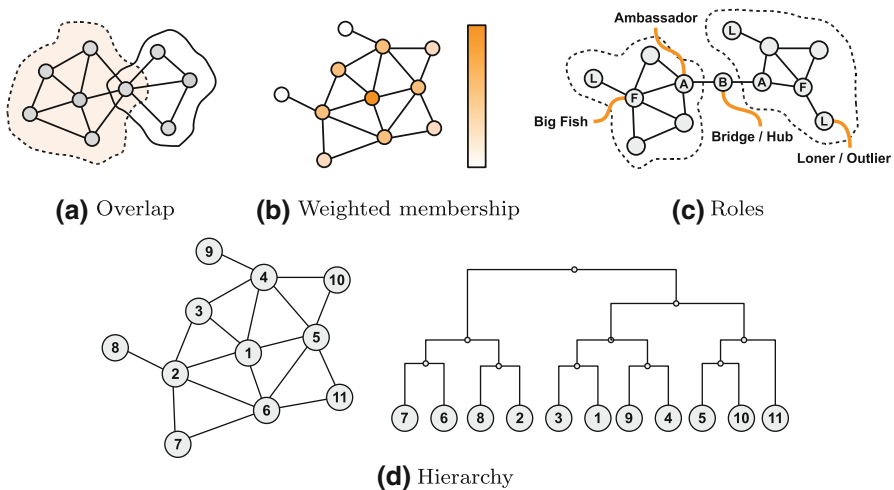 Ambassador
L
F
A
B
A
F
L
L
Big Fish
Bridge / Hub
Loner / Outlier
(a) Overlap
(b) Weighted membership
(c) Roles
9
4
10
3
1
5
8
2
6
11
7
7 6 8 2 3 1 9 4 5 10 11
(d) Hierarchy